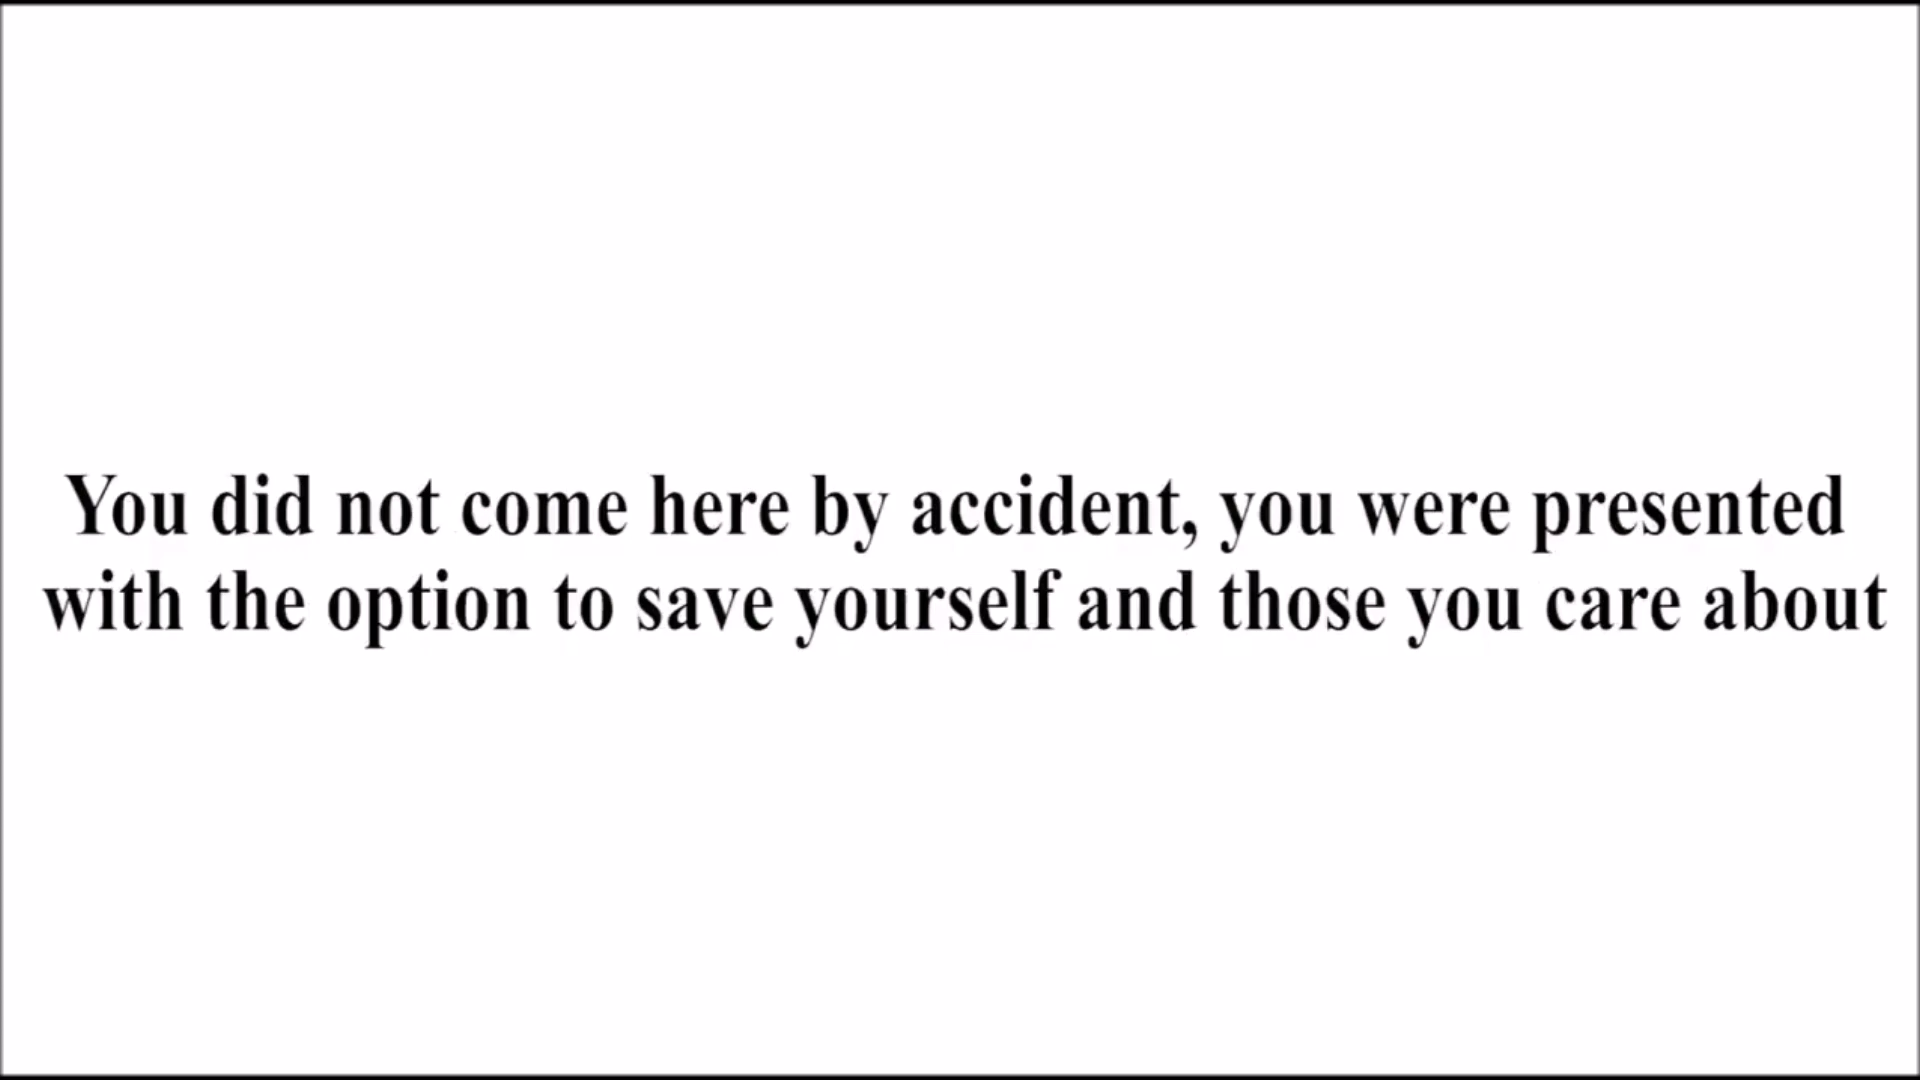 You did not come here by accident, you were presented
with the option to save yourself and those you care about